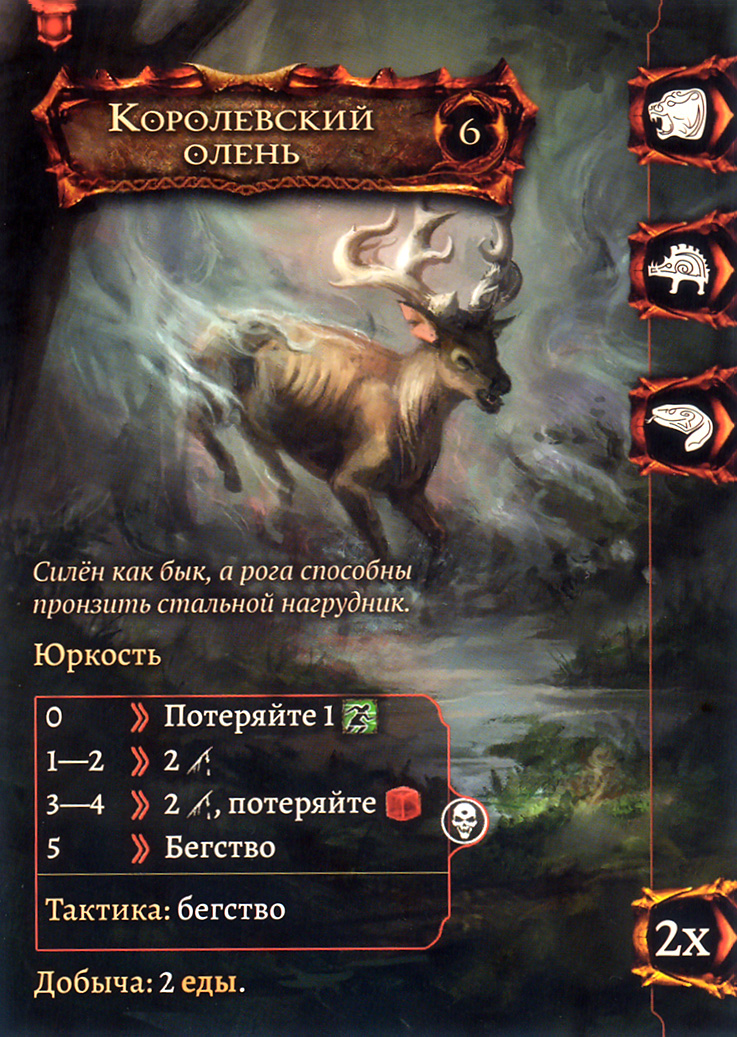 Королевский
олень
6
Силён как бык, а рога способны
пронзить стальной нагрудник.
Юркость
0 Потеряйте 1
1—2 2
3—4 2 , потеряйте
5 Бегство
Тактика: бегство
2x
Добыча: 2 еды.